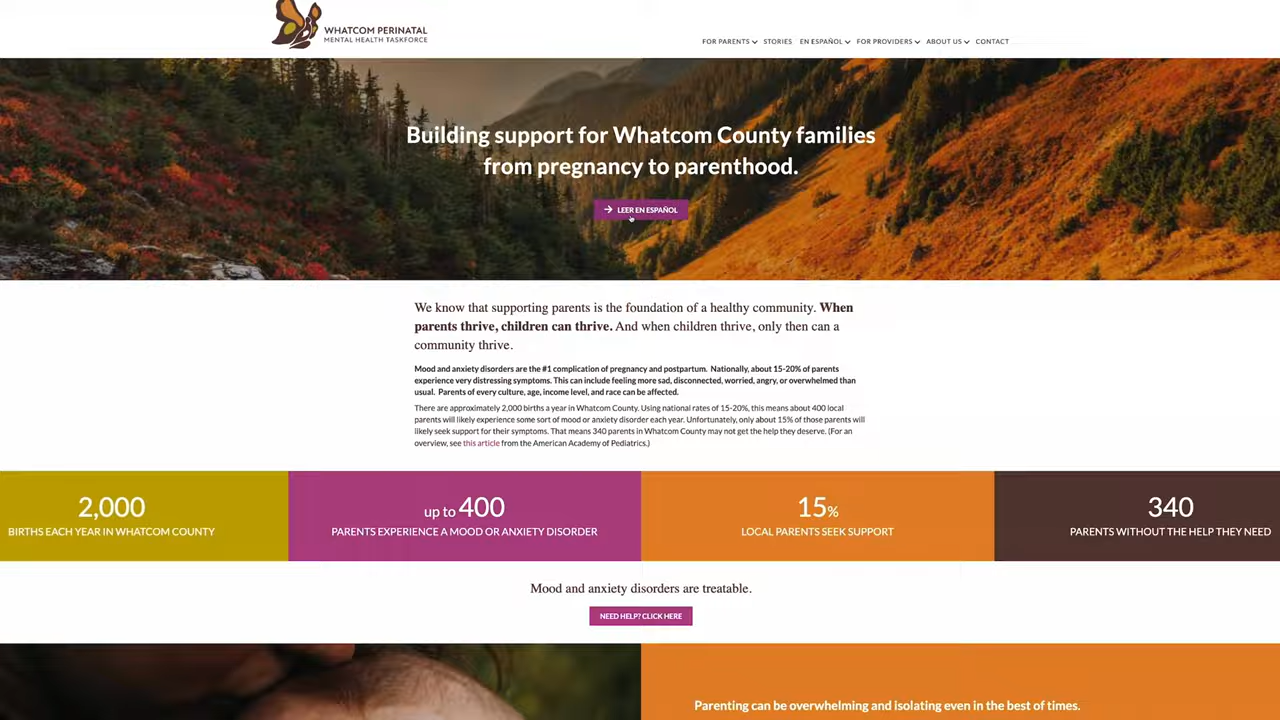 WHATCOM PERINATAL
MENTAL HEALTH TASKFORCE
FOR PARENTS STORIES EN ESPAÑOL FOR PROVIDERS ABOUT US CONTACT
Building support for Whatcom County families
from pregnancy to parenthood.
LEER EN ESPAÑOL
We know that supporting parents is the foundation of a healthy community. When
parents thrive, children can thrive. And when children thrive, only then can a
community thrive.
Mood and anxiety disorders are the #1 complication of pregnancy and postpartum. Nationally, about 15-20% of parents
experience very distressing symptoms. This can include feeling more sad, disconnected, worried, angry, or overwhelmed than
usual. Parents of every culture, age, income level, and race can be affected.
There are approximately 2,000 births a year in Whatcom County. Using national rates of 15-20%, this means about 400 local
parents will likely experience some sort of mood or anxiety disorder each year. Unfortunately, only about 15% of those parents will
likely seek support for their symptoms. That means 340 parents in Whatcom County may not get the help they deserve. (For an
overview, see this article from the American Academy of Pediatrics.)
2,000
BIRTHS EACH YEAR IN WHATCOM COUNTY
up to 400
PARENTS EXPERIENCE A MOOD OR ANXIETY DISORDER
15%
LOCAL PARENTS SEEK SUPPORT
340
PARENTS WITHOUT THE HELP THEY NEED
Mood and anxiety disorders are treatable.
NEED HELP? CLICK HERE
Parenting can be overwhelming and isolating even in the best of times.